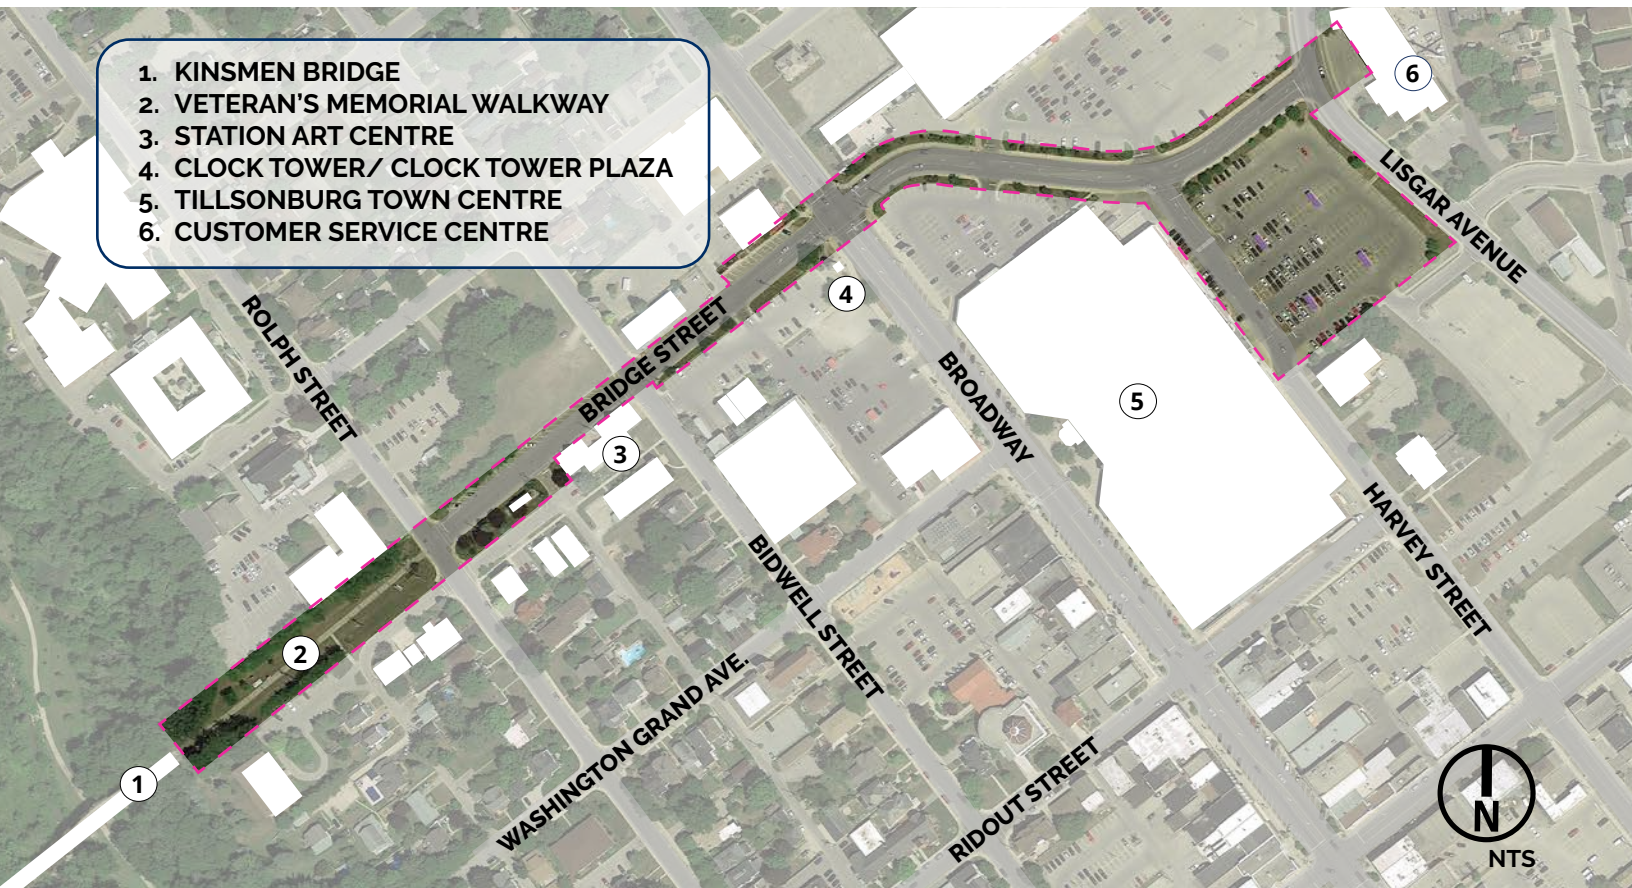 1. KINSMEN BRIDGE
2. VETERAN'S MEMORIAL WALKWAY
3. STATION ART CENTRE
4. CLOCK TOWER/ CLOCK TOWER PLAZA
5. TILLSONBURG TOWN CENTRE
6. CUSTOMER SERVICE CENTRE
6
LISGAR AVENUE
4
ROLPH STREET
BRIDGE STREET
BROADWAY
5
3
HARVEY STREET
BIDWELL STREET
2
WASHINGTON GRAND AVE.
RIDOUT STREET
1
N
NTS